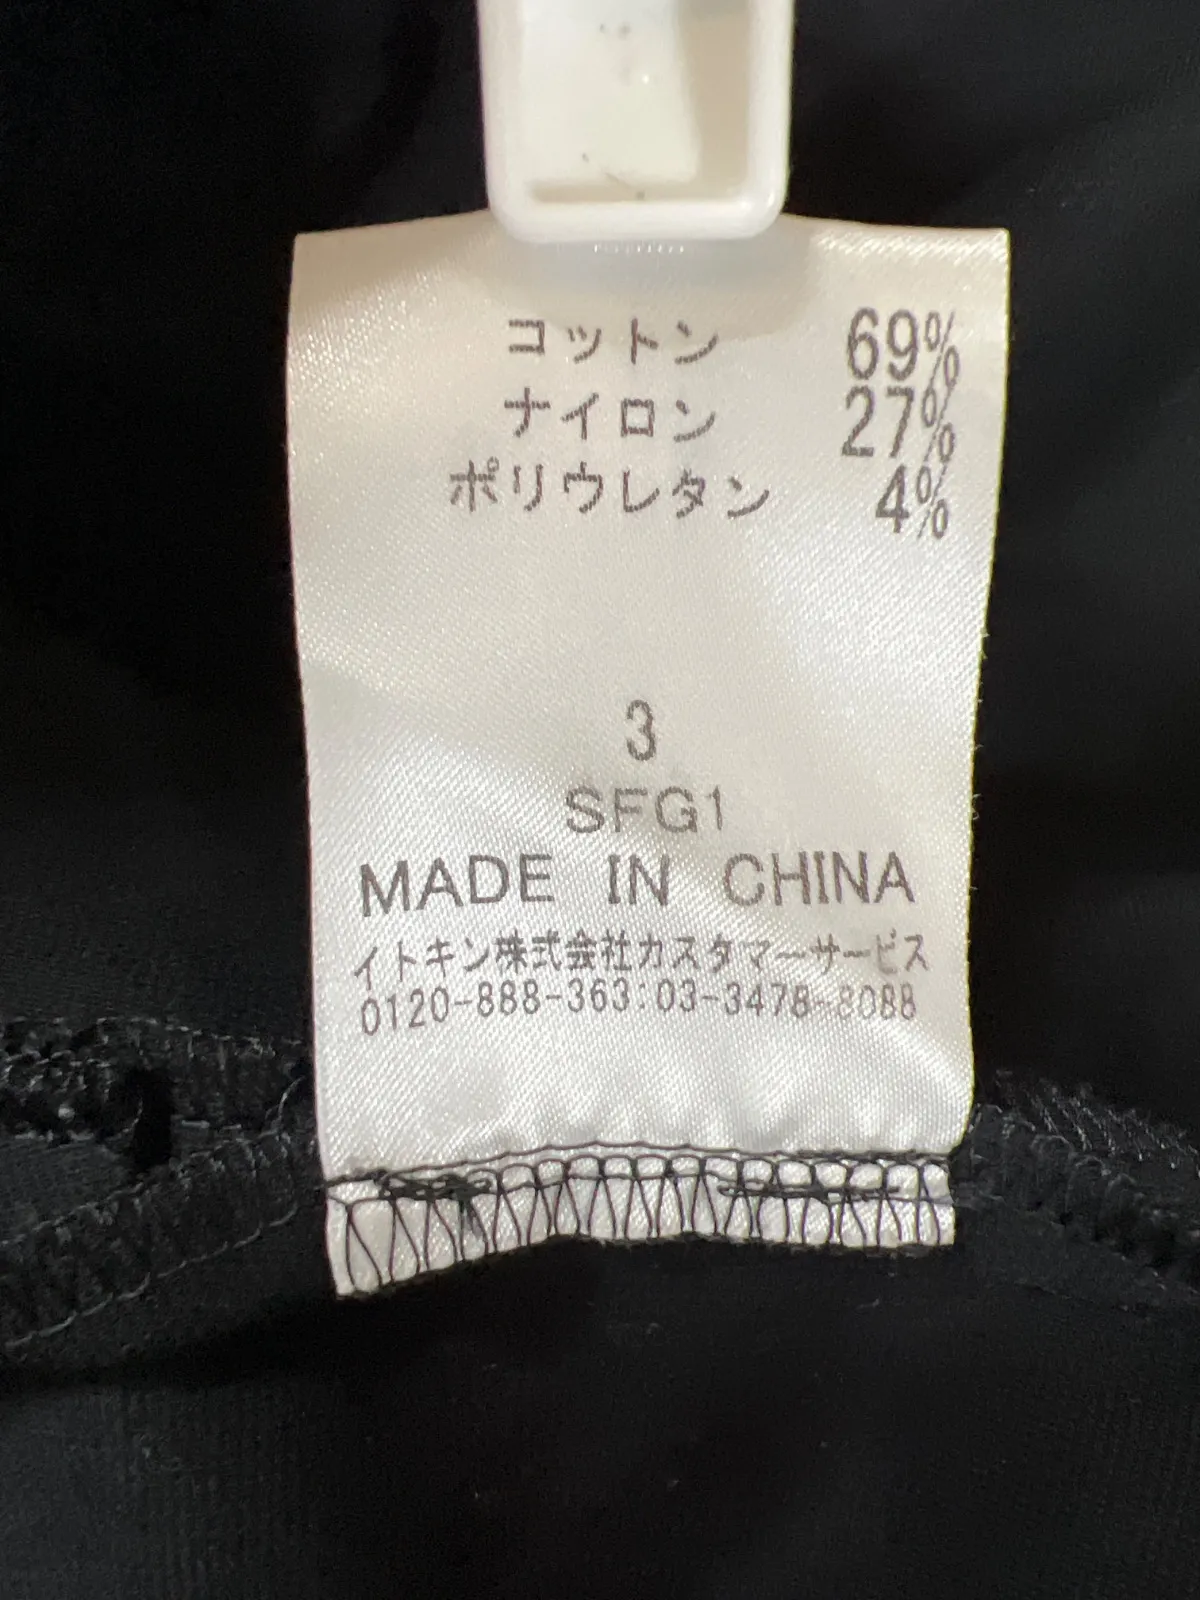 コットン 69%
ナイロン 27%
ポリウレタン 4%
3
SFG1
MADE IN CHINA
イトキン株式会社カスタマーサービス
0120-888-363:03-3478-8088